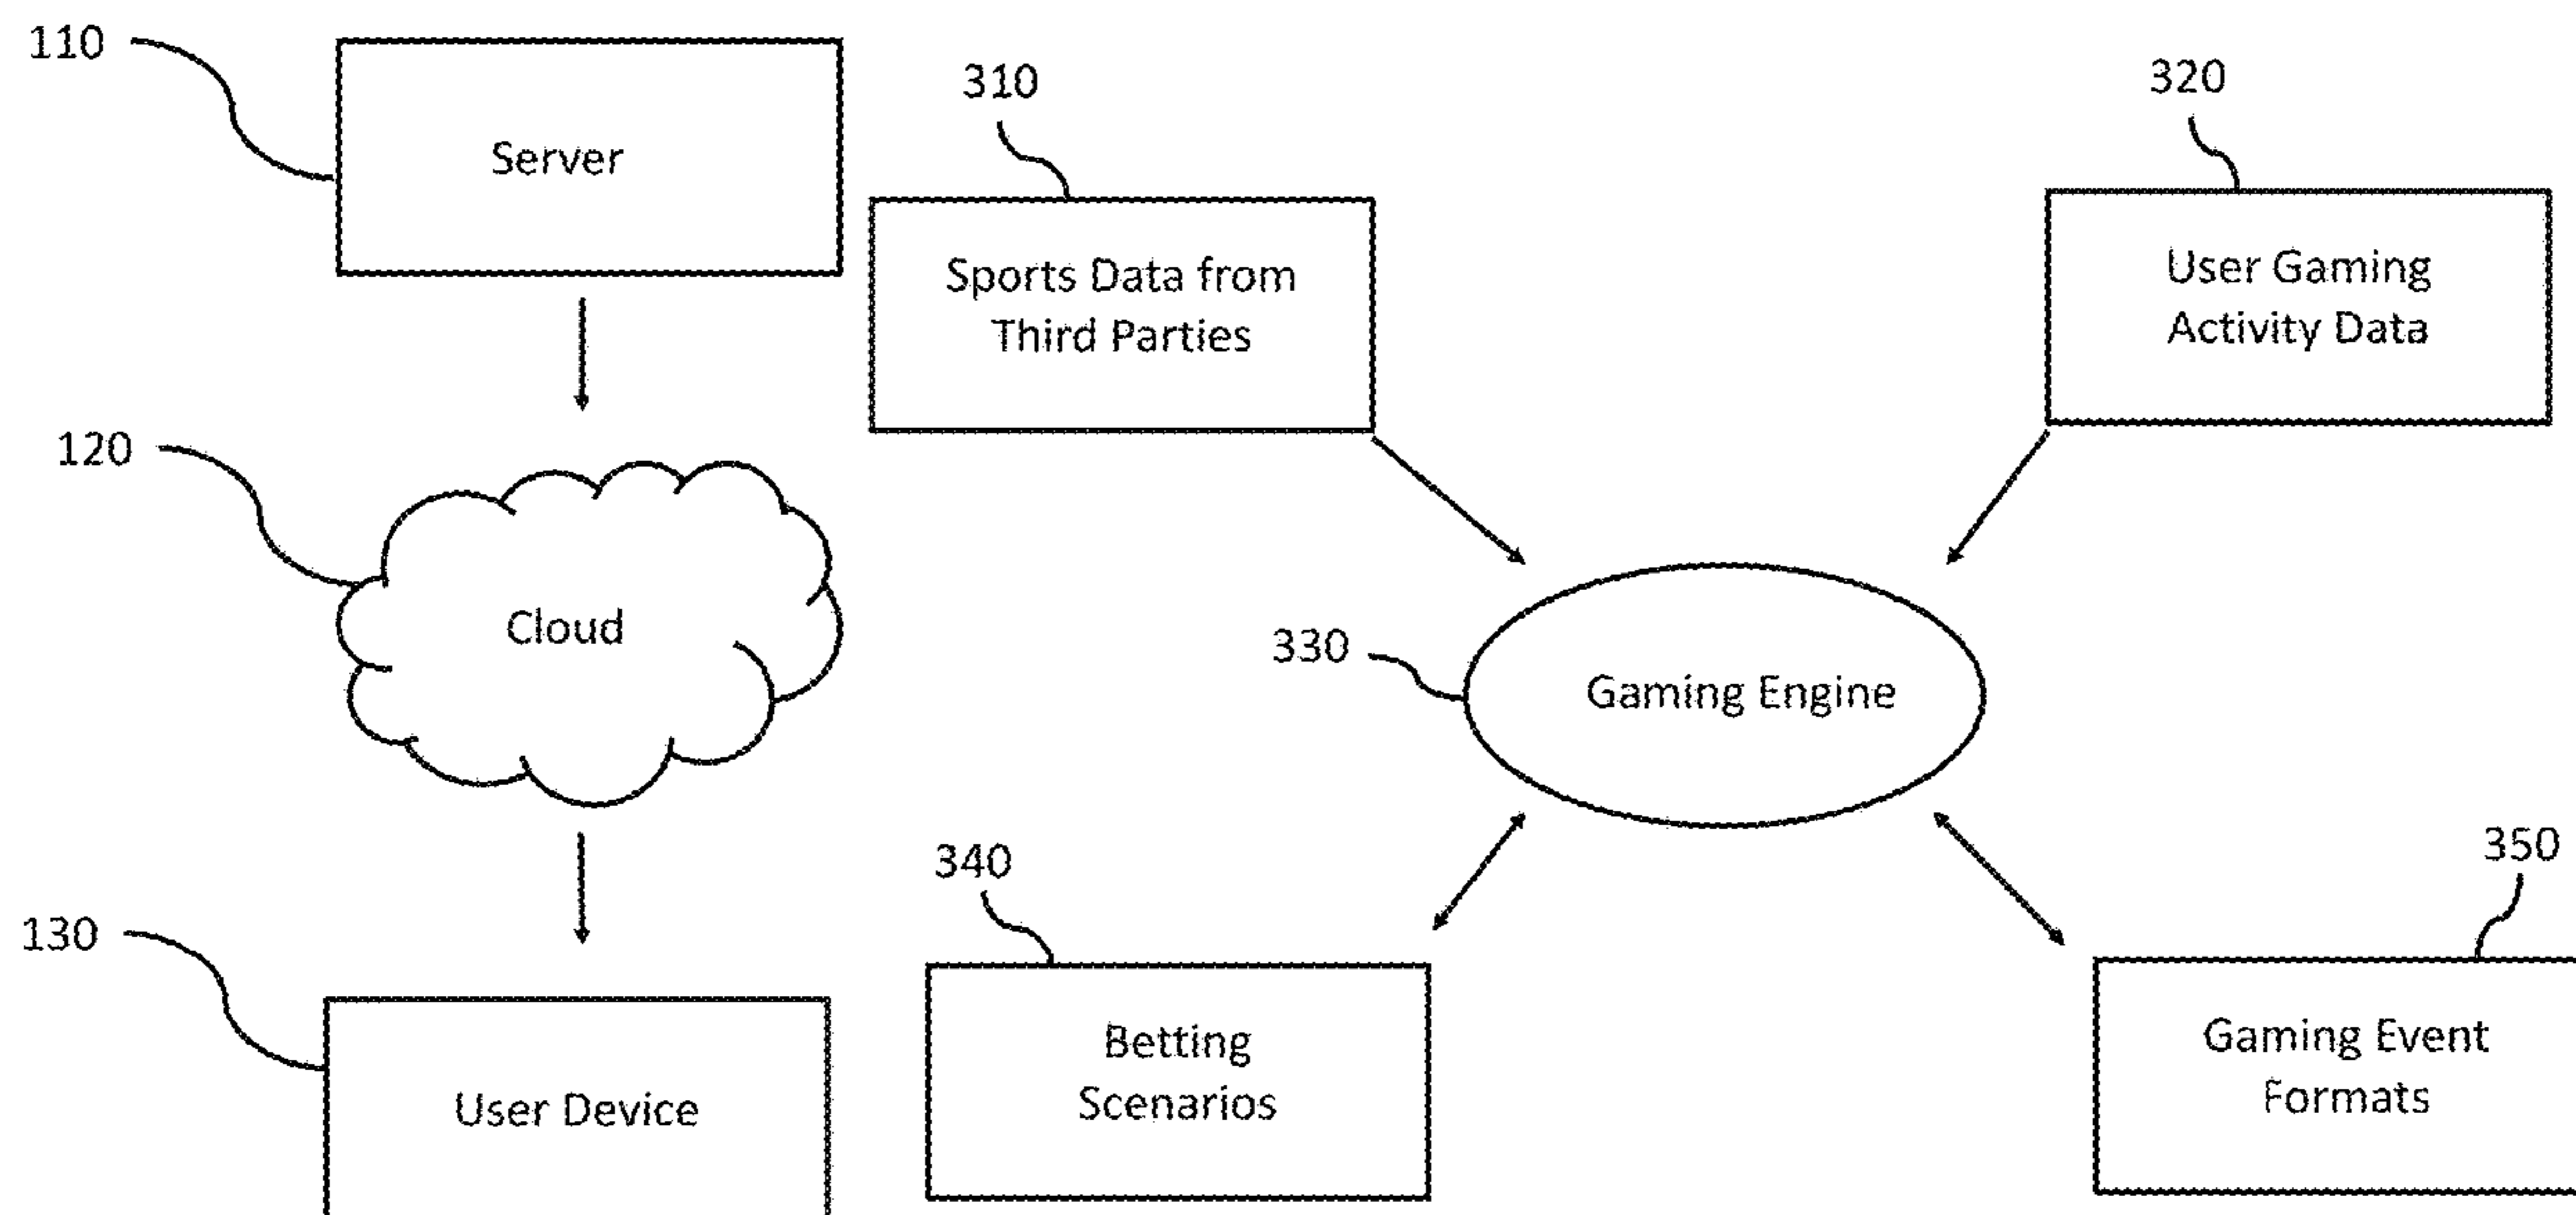 110
Server
120
Cloud
130
User Device
310
Sports Data from
Third Parties
320
User Gaming
Activity Data
330
Gaming Engine
340
Betting
Scenarios
350
Gaming Event
Formats